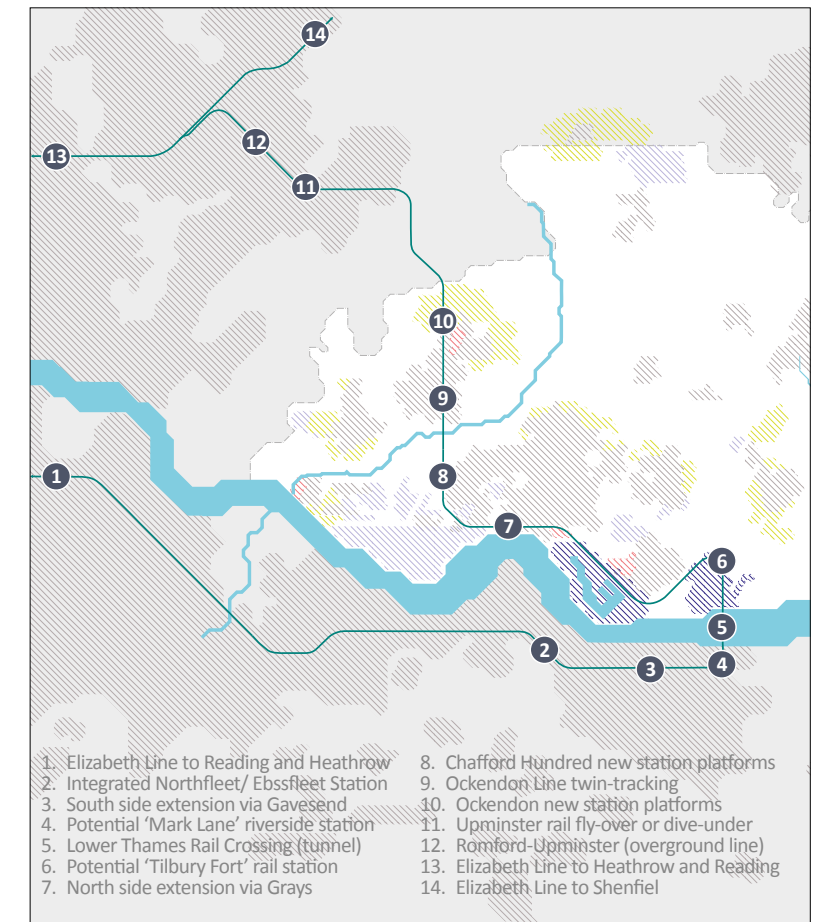 14
13
12
11
10
9
1
8
7
6
5
2
3
4
1. Elizabeth Line to Reading and Heathrow
2. Integrated Northfleet/ Ebssfleet Station
3. South side extension via Gavesend
4. Potential ‘Mark Lane’ riverside station
5. Lower Thames Rail Crossing (tunnel)
6. Potential ‘Tilbury Fort’ rail station
7. North side extension via Grays
8. Chafford Hundred new station platforms
9. Ockendon Line twin-tracking
10. Ockendon new station platforms
11. Upminster rail fly-over or dive-under
12. Romford-Upminster (overground line)
13. Elizabeth Line to Heathrow and Reading
14. Elizabeth Line to Shenfiel